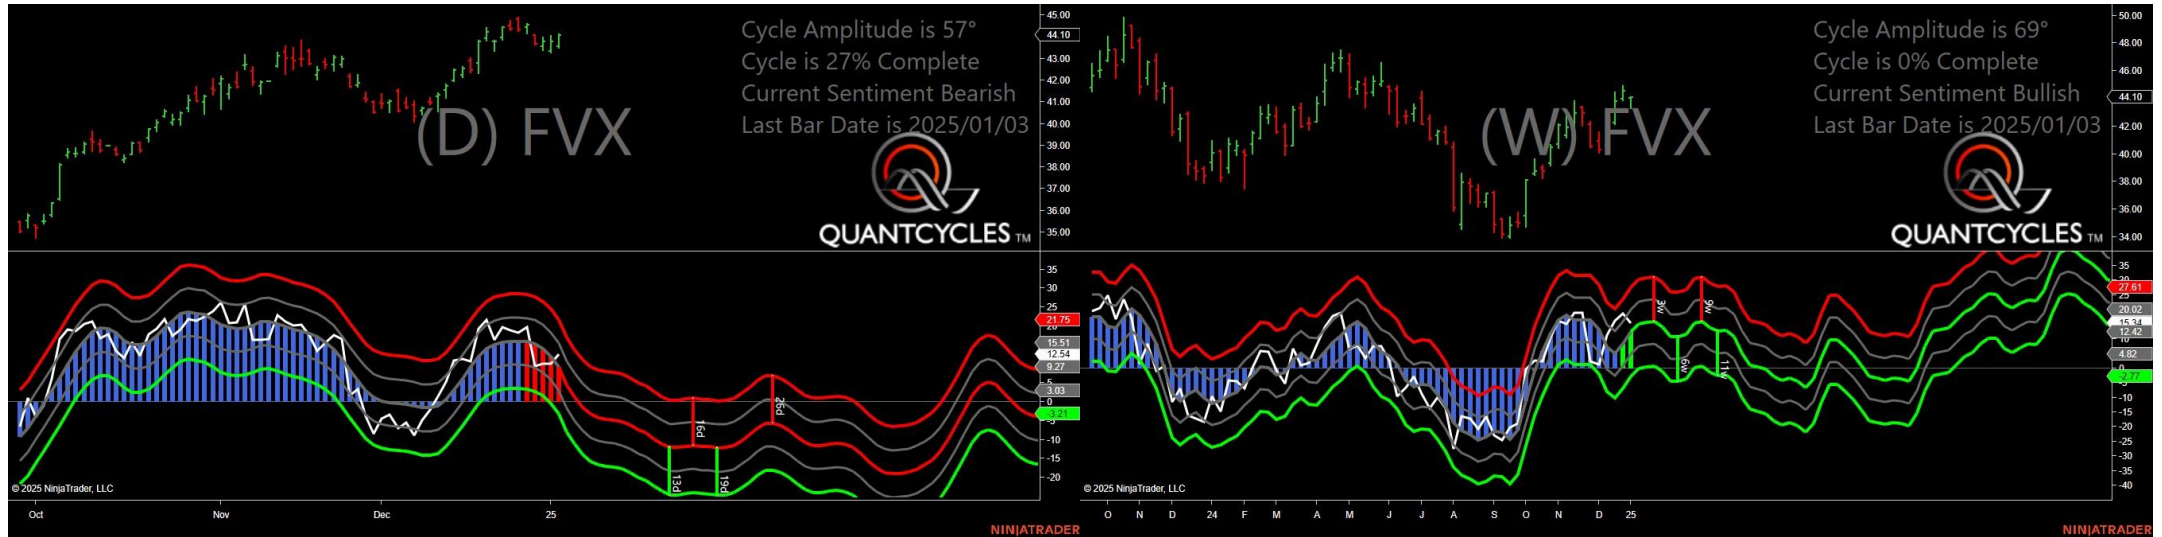 Cycle Amplitude is 57°
Cycle is 27% Complete
Current Sentiment Bearish
Last Bar Date is 2025/01/03
(D) FVX
QUANTCYCLES TM
45.00
44.10
43.00
42.00
41.00
40.00
39.00
38.00
37.00
36.00
35.00
35
30
25
21.75
20
15.51
12.54
9.27
5
3.03
0
-3.21
-10
-15
-20
16d
26d
13d
19d
© 2025 NinjaTrader, LLC
Oct Nov Dec 25
NINJATRADER
Cycle Amplitude is 69°
Cycle is 0% Complete
Current Sentiment Bullish
Last Bar Date is 2025/01/03
(W) FVX
QUANTCYCLES TM
50.00
48.00
46.00
44.10
42.00
40.00
38.00
36.00
34.00
35
30
27.61
25
20.02
15.34
12.42
10
4.82
0
-2.77
-10
-15
-20
-25
-30
-35
-40
3w
9w
6w
11w
© 2025 NinjaTrader, LLC
O N D 24 F M A M J J A S O N D 25
NINJATRADER